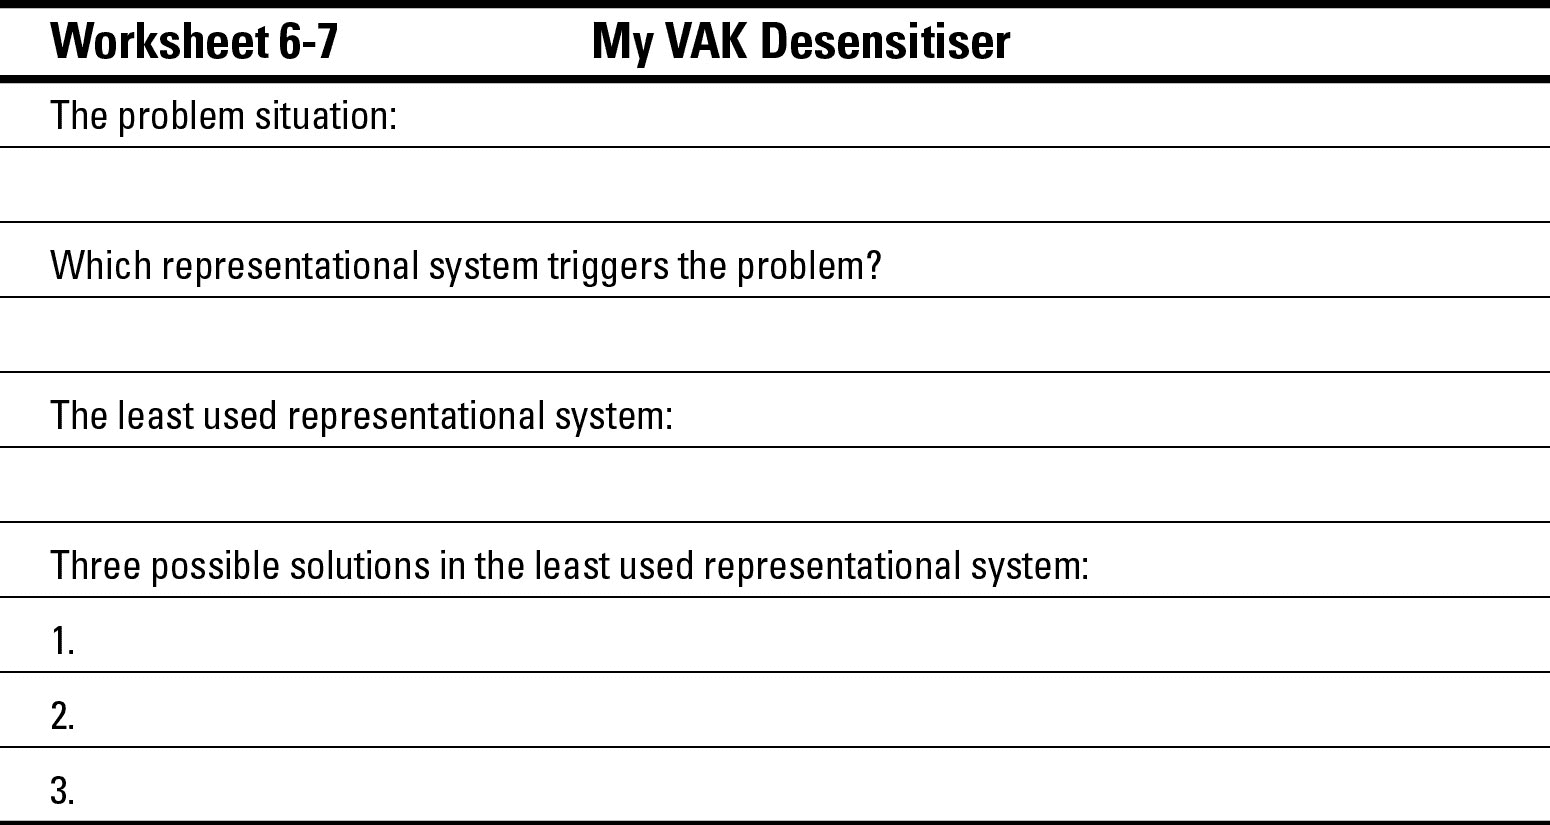 Worksheet 6-7 My VAK Desensitiser
The problem situation:
Which representational system triggers the problem?
The least used representational system:
Three possible solutions in the least used representational system:
1.
2.
3.